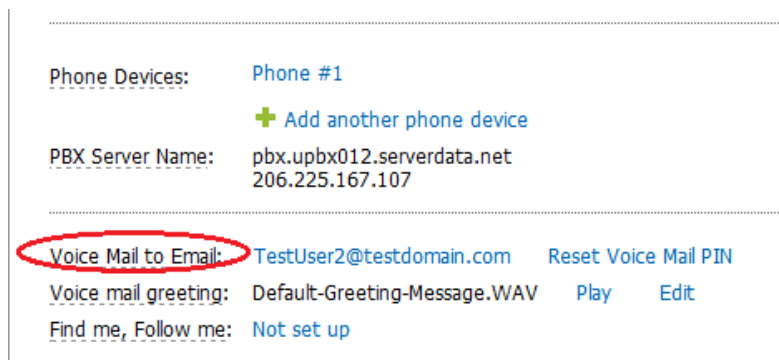 Phone Devices: Phone #1
Add another phone device
PBX Server Name: pbx.upbx012.serverdata.net
206.225.167.107
Voice Mail to Email: TestUser2@testdomain.com Reset Voice Mail PIN
Voice mail greeting: Default-Greeting-Message.WAV Play Edit
Find me, Follow me: Not set up